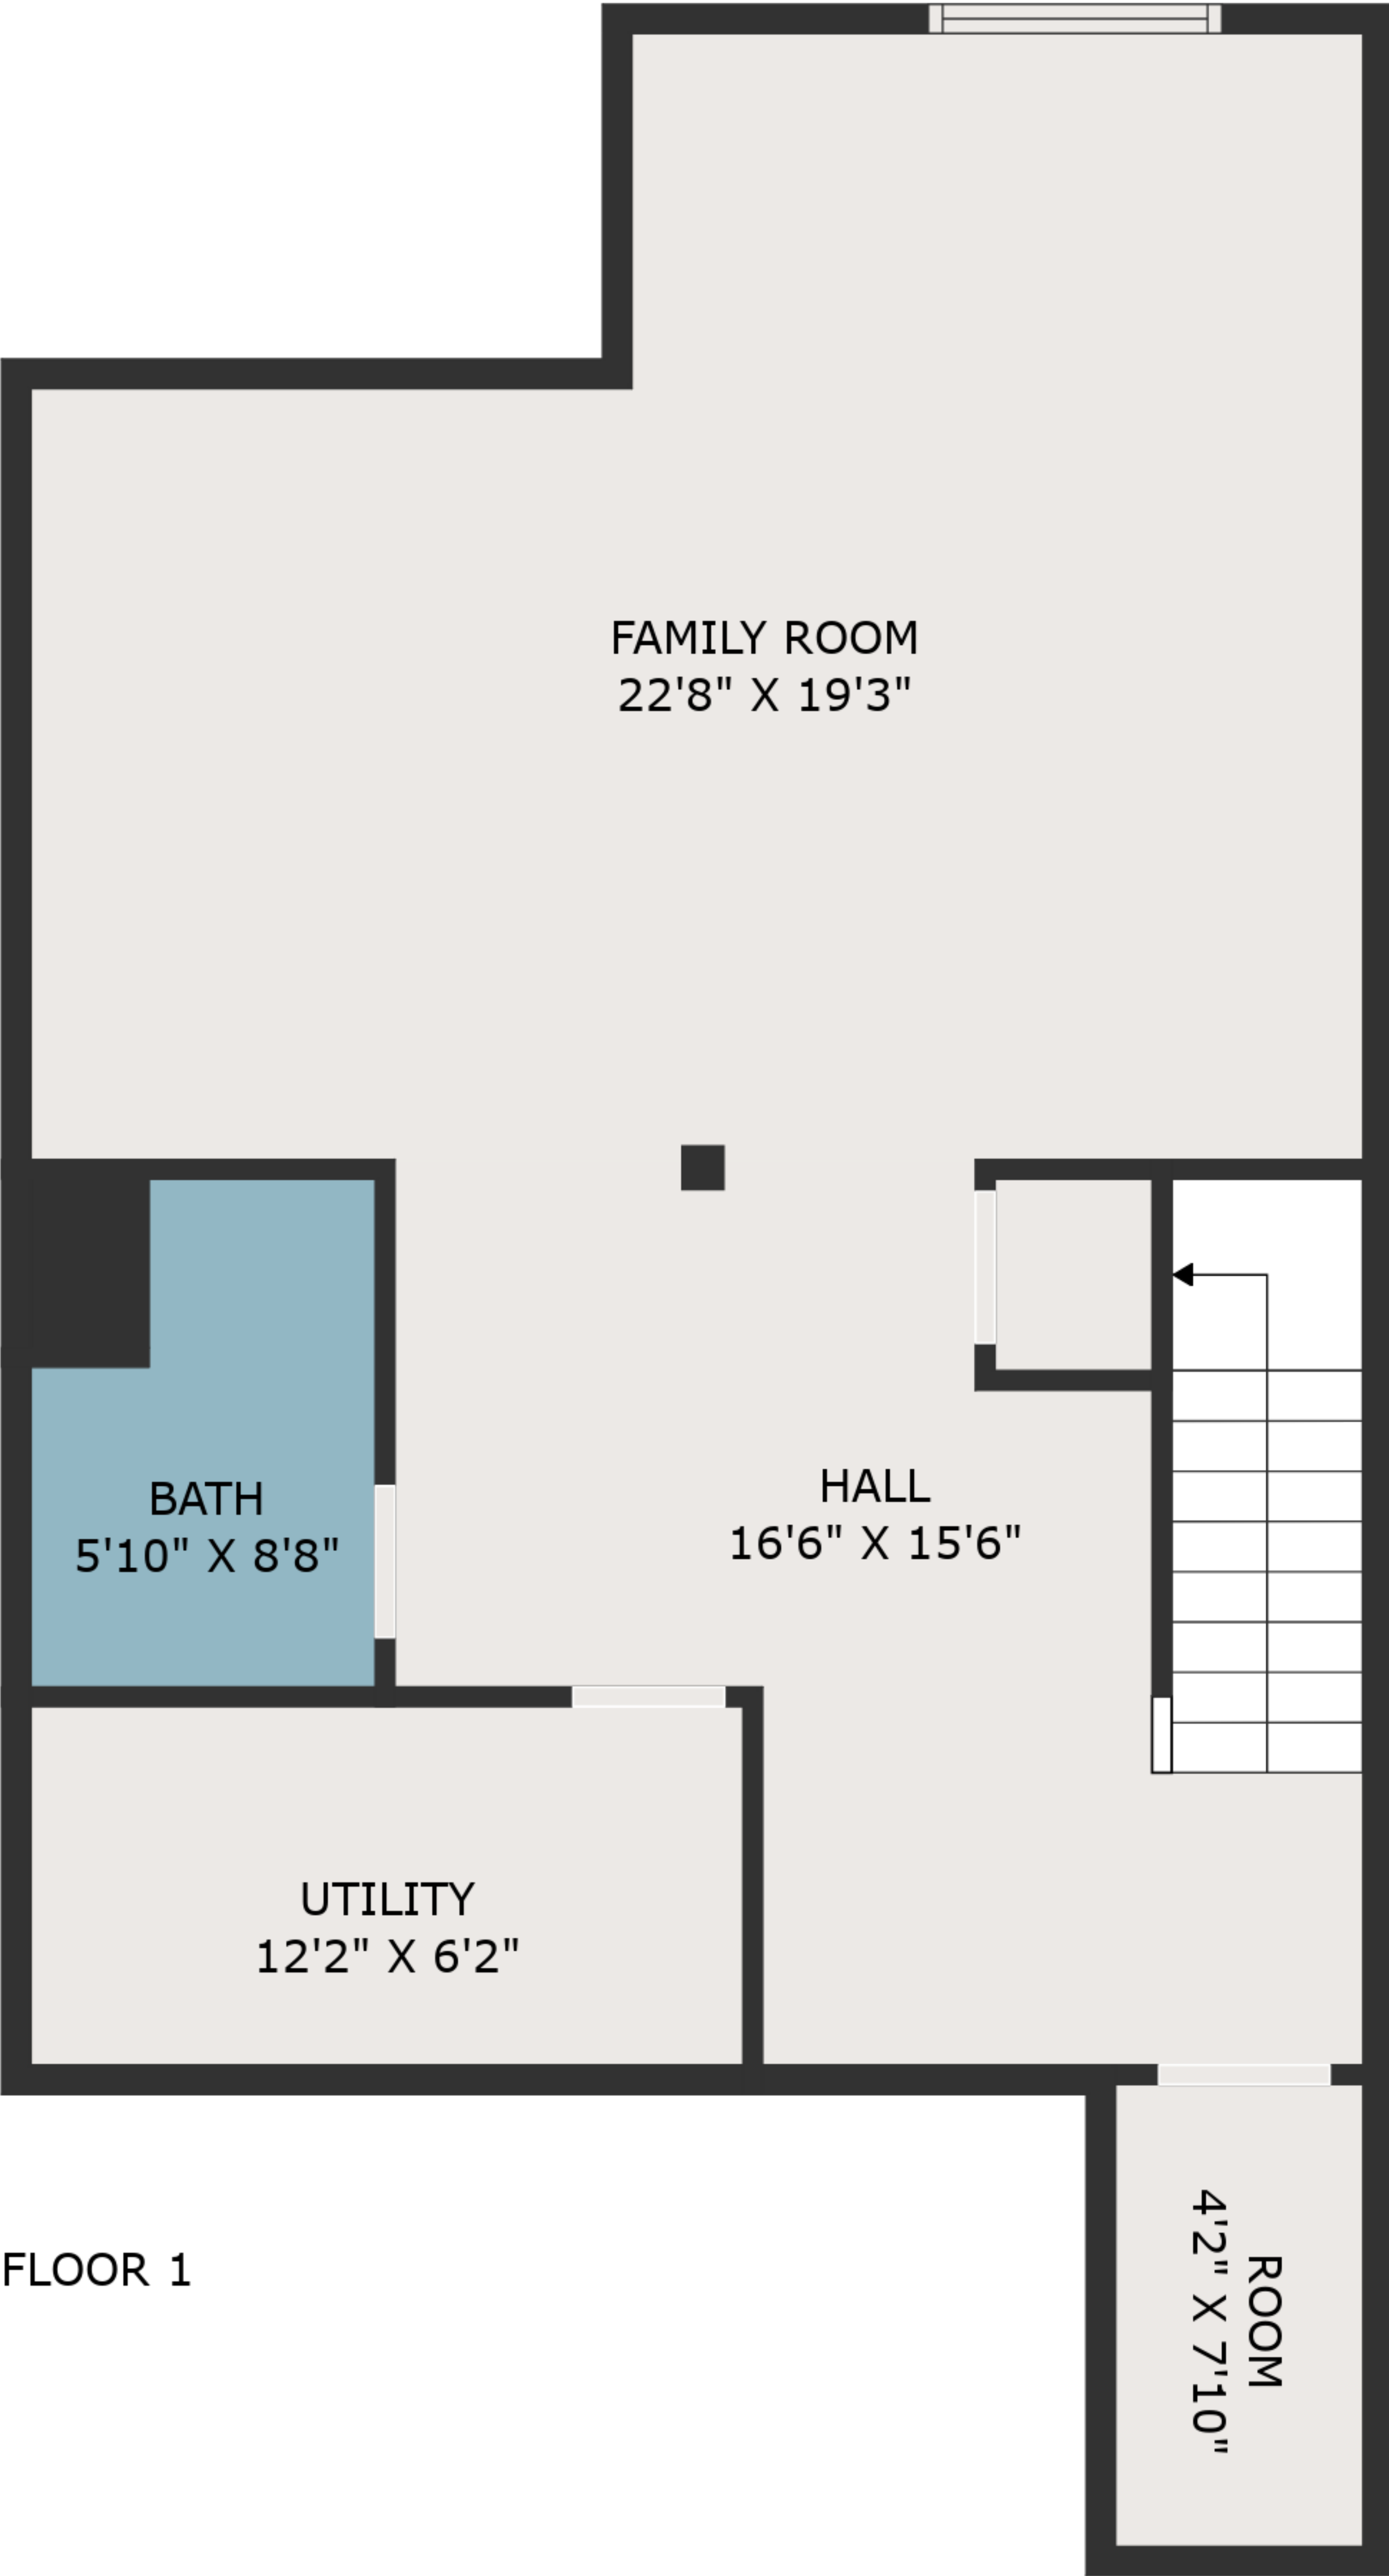 FAMILY ROOM
22'8" X 19'3"
BATH
5'10" X 8'8"
HALL
16'6" X 15'6"
UTILITY
12'2" X 6'2"
ROOM
4'2" X 7'10"
FLOOR 1